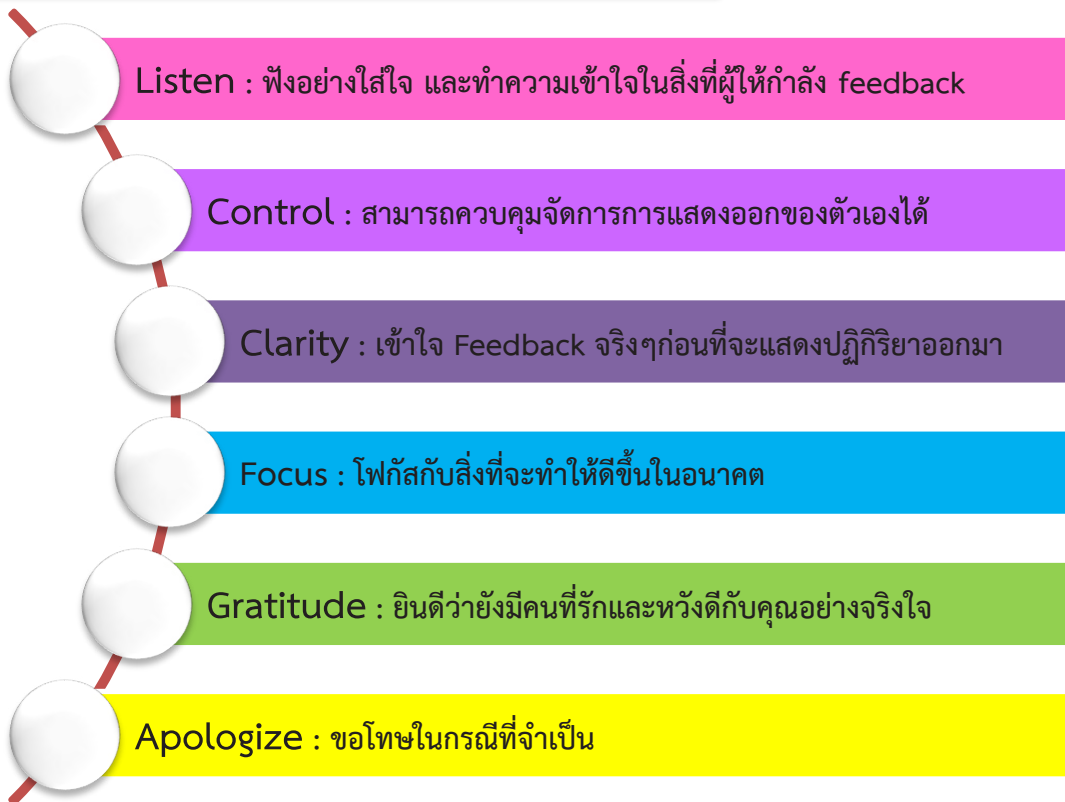 Listen : ฟังอย่างใส่ใจ และทำความเข้าใจในสิ่งที่ผู้ให้กำลัง feedback
Control : สามารถควบคุมจัดการการแสดงออกของตัวเองได้
Clarity : เข้าใจ Feedback จริงๆก่อนที่จะแสดงปฏิกิริยาออกมา
Focus : โฟกัสกับสิ่งที่จะทำให้ดีขึ้นในอนาคต
Gratitude : ยินดีว่ายังมีคนที่รักและหวังดีกับคุณอย่างจริงใจ
Apologize : ขอโทษในกรณีที่จำเป็น